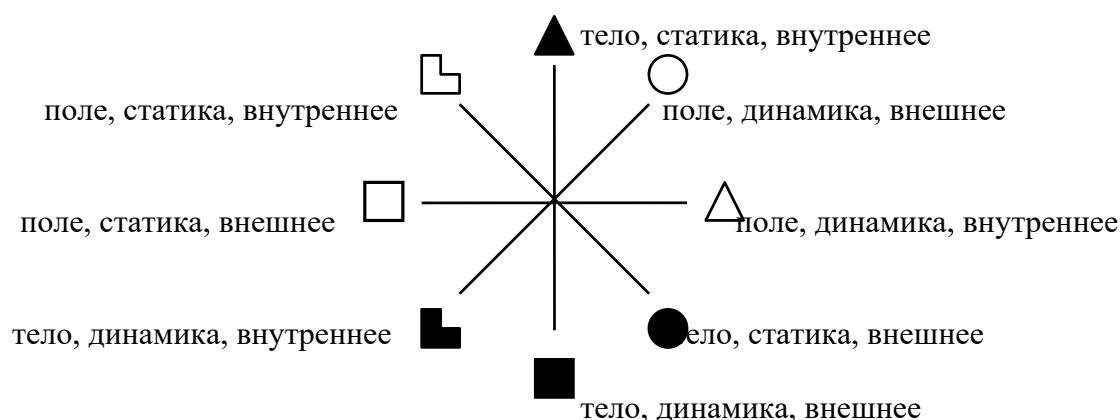 тело, статика, внутреннее
поле, статика, внутреннее
поле, динамика, внешнее
поле, статика, внешнее
поле, динамика, внутреннее
тело, динамика, внутреннее
тело, статика, внешнее
тело, динамика, внешнее